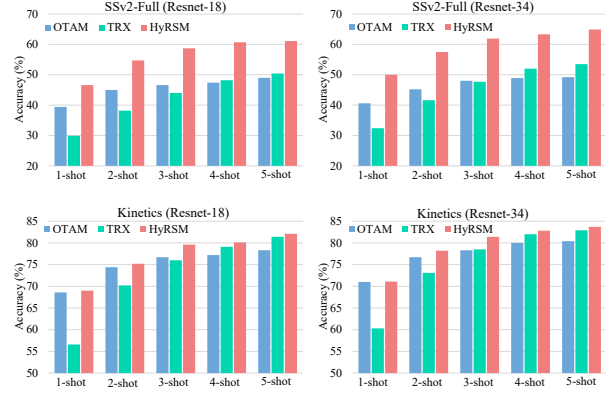 SSv2-Full (Resnet-18)
OTAM TRX HyRSM
Accuracy (%)
70
60
50
40
30
20
1-shot 2-shot 3-shot 4-shot 5-shot
SSv2-Full (Resnet-34)
OTAM TRX HyRSM
Accuracy (%)
70
60
50
40
30
20
1-shot 2-shot 3-shot 4-shot 5-shot
Kinetics (Resnet-18)
OTAM TRX HyRSM
Accuracy (%)
85
80
75
70
65
60
55
50
1-shot 2-shot 3-shot 4-shot 5-shot
Kinetics (Resnet-34)
OTAM TRX HyRSM
Accuracy (%)
85
80
75
70
65
60
55
50
1-shot 2-shot 3-shot 4-shot 5-shot